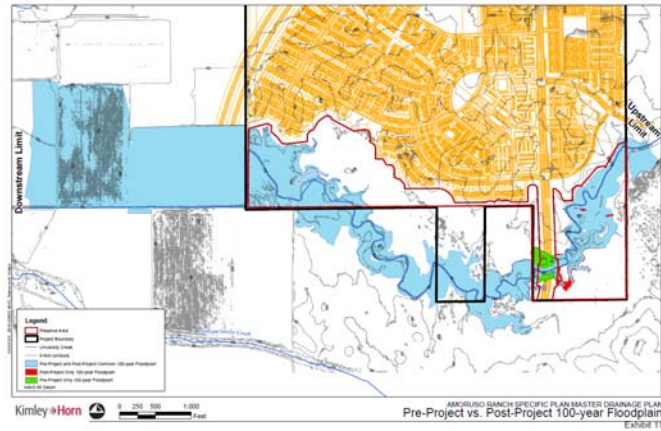 Upstream
Limit
Downstream Limit
Legend
Preserve Area
Project Boundary
University Creek
Pre-Project and Post-Project Common 100-year Floodplain
Post-Project Only 100-year Floodplain
Pre-Project Only 100-year Floodplain
Kimley Horn
0 250 500 1,000
Feet
AMORUSO RANCH SPECIFIC PLAN MASTER DRAINAGE PLAN
Pre-Project vs. Post-Project 100-year Floodplain
Exhibit 11